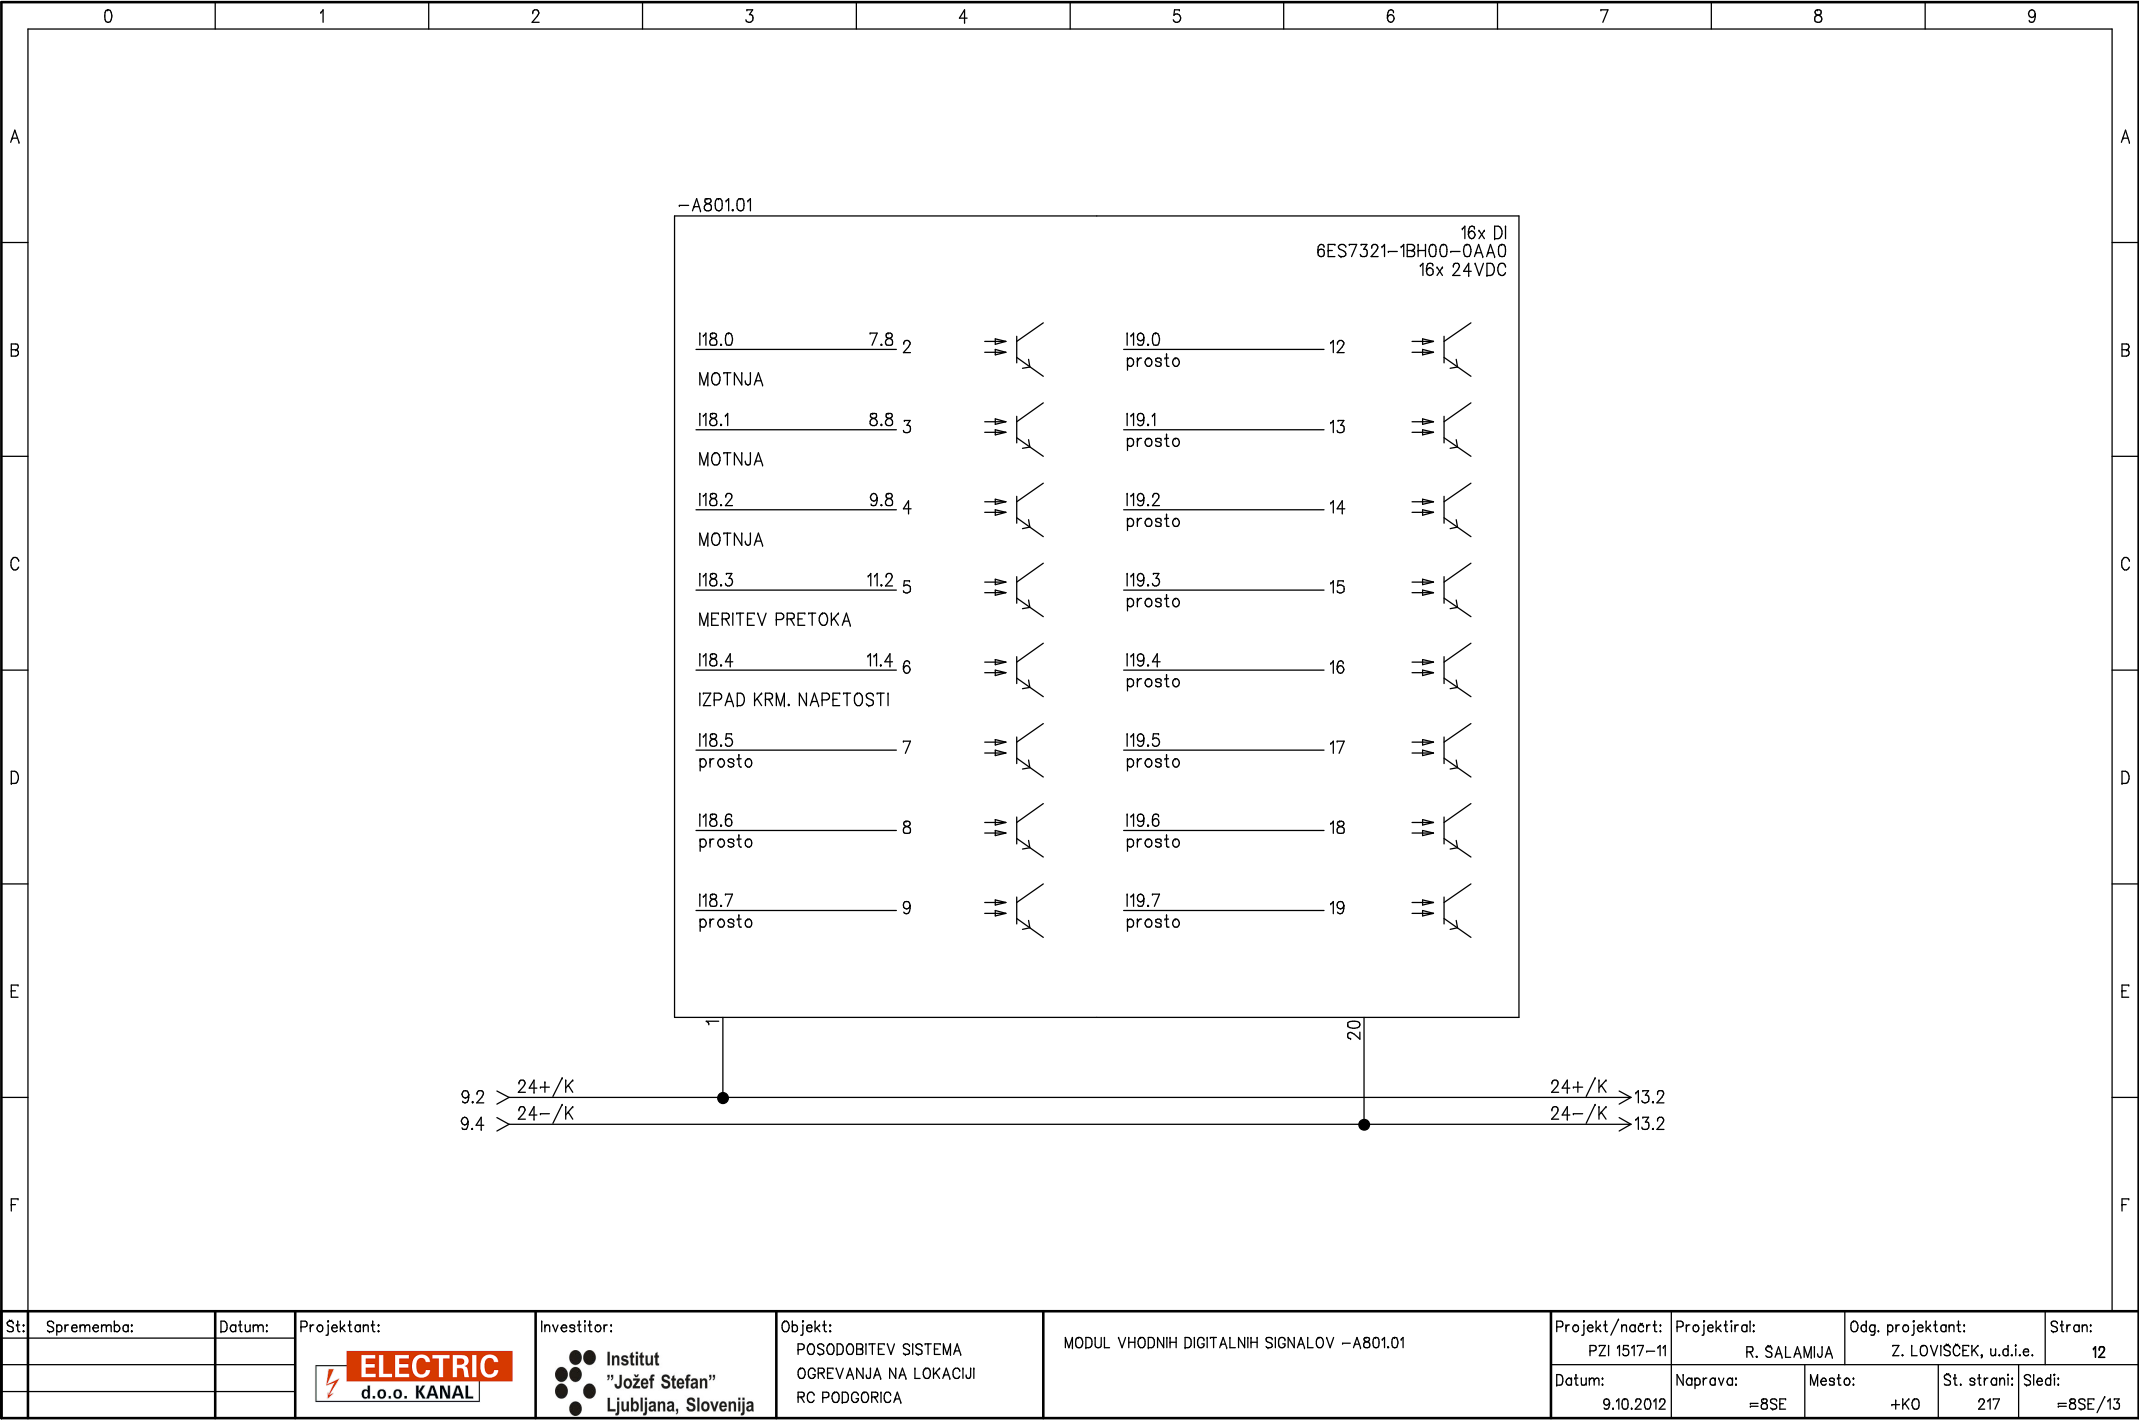 0 1 2 3 4 5 6 7 8 9
A A
B B
C C
D D
E E
F F
-A801.01
16x DI
6ES7321-1BH00-0AA0
16x 24VDC
I18.0 7.8 2
MOTNJA
I18.1 8.8 3
MOTNJA
I18.2 9.8 4
MOTNJA
I18.3 11.2 5
MERITEV PRETOKA
I18.4 11.4 6
IZPAD KRM. NAPETOSTI
I18.5 7
prosto
I18.6 8
prosto
I18.7 9
prosto
I19.0 12
prosto
I19.1 13
prosto
I19.2 14
prosto
I19.3 15
prosto
I19.4 16
prosto
I19.5 17
prosto
I19.6 18
prosto
I19.7 19
prosto
1 20
9.2 24+/K 24+/K 13.2
9.4 24-/K 24-/K 13.2
St: Sprememba: Datum:
Projektant:
ELECTRIC
d.o.o. KANAL
Investitor:
Institut
"Jožef Stefan"
Ljubljana, Slovenija
Objekt:
POSODOBITEV SISTEMA
OGREVANJA NA LOKACIJI
RC PODGORICA
MODUL VHODNIH DIGITALNIH SIGNALOV -A801.01
Projekt/načrt:
PZI 1517-11
Projektiral:
R. SALAMIJA
Odg. projektant:
Z. LOVIŠČEK, u.d.i.e.
Stran:
12
Datum:
9.10.2012
Naprava:
=8SE
Mesto:
+KO
St. strani:
217
Sledi:
=8SE/13